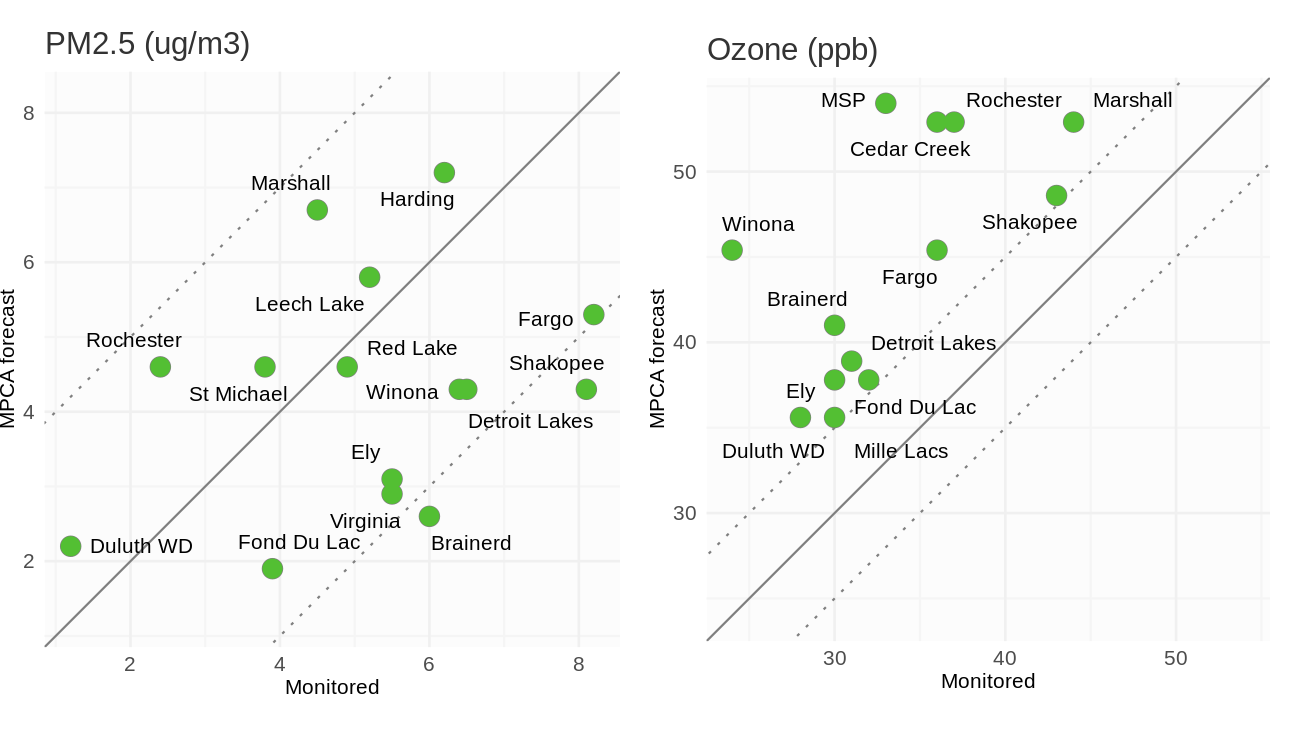 PM2.5 (ug/m3)
MPCA forecast
8
6
4
2
Marshall
Harding
Leech Lake
Fargo
Rochester
Red Lake
Shakopee
St Michael
Winona
Detroit Lakes
Ely
Virginia
Duluth WD
Fond Du Lac
Brainerd
2 4 6 8
Monitored
Ozone (ppb)
MPCA forecast
50
40
30
MSP
Rochester
Marshall
Cedar Creek
Winona
Shakopee
Fargo
Brainerd
Detroit Lakes
Ely
Fond Du Lac
Duluth WD
Mille Lacs
30 40 50
Monitored